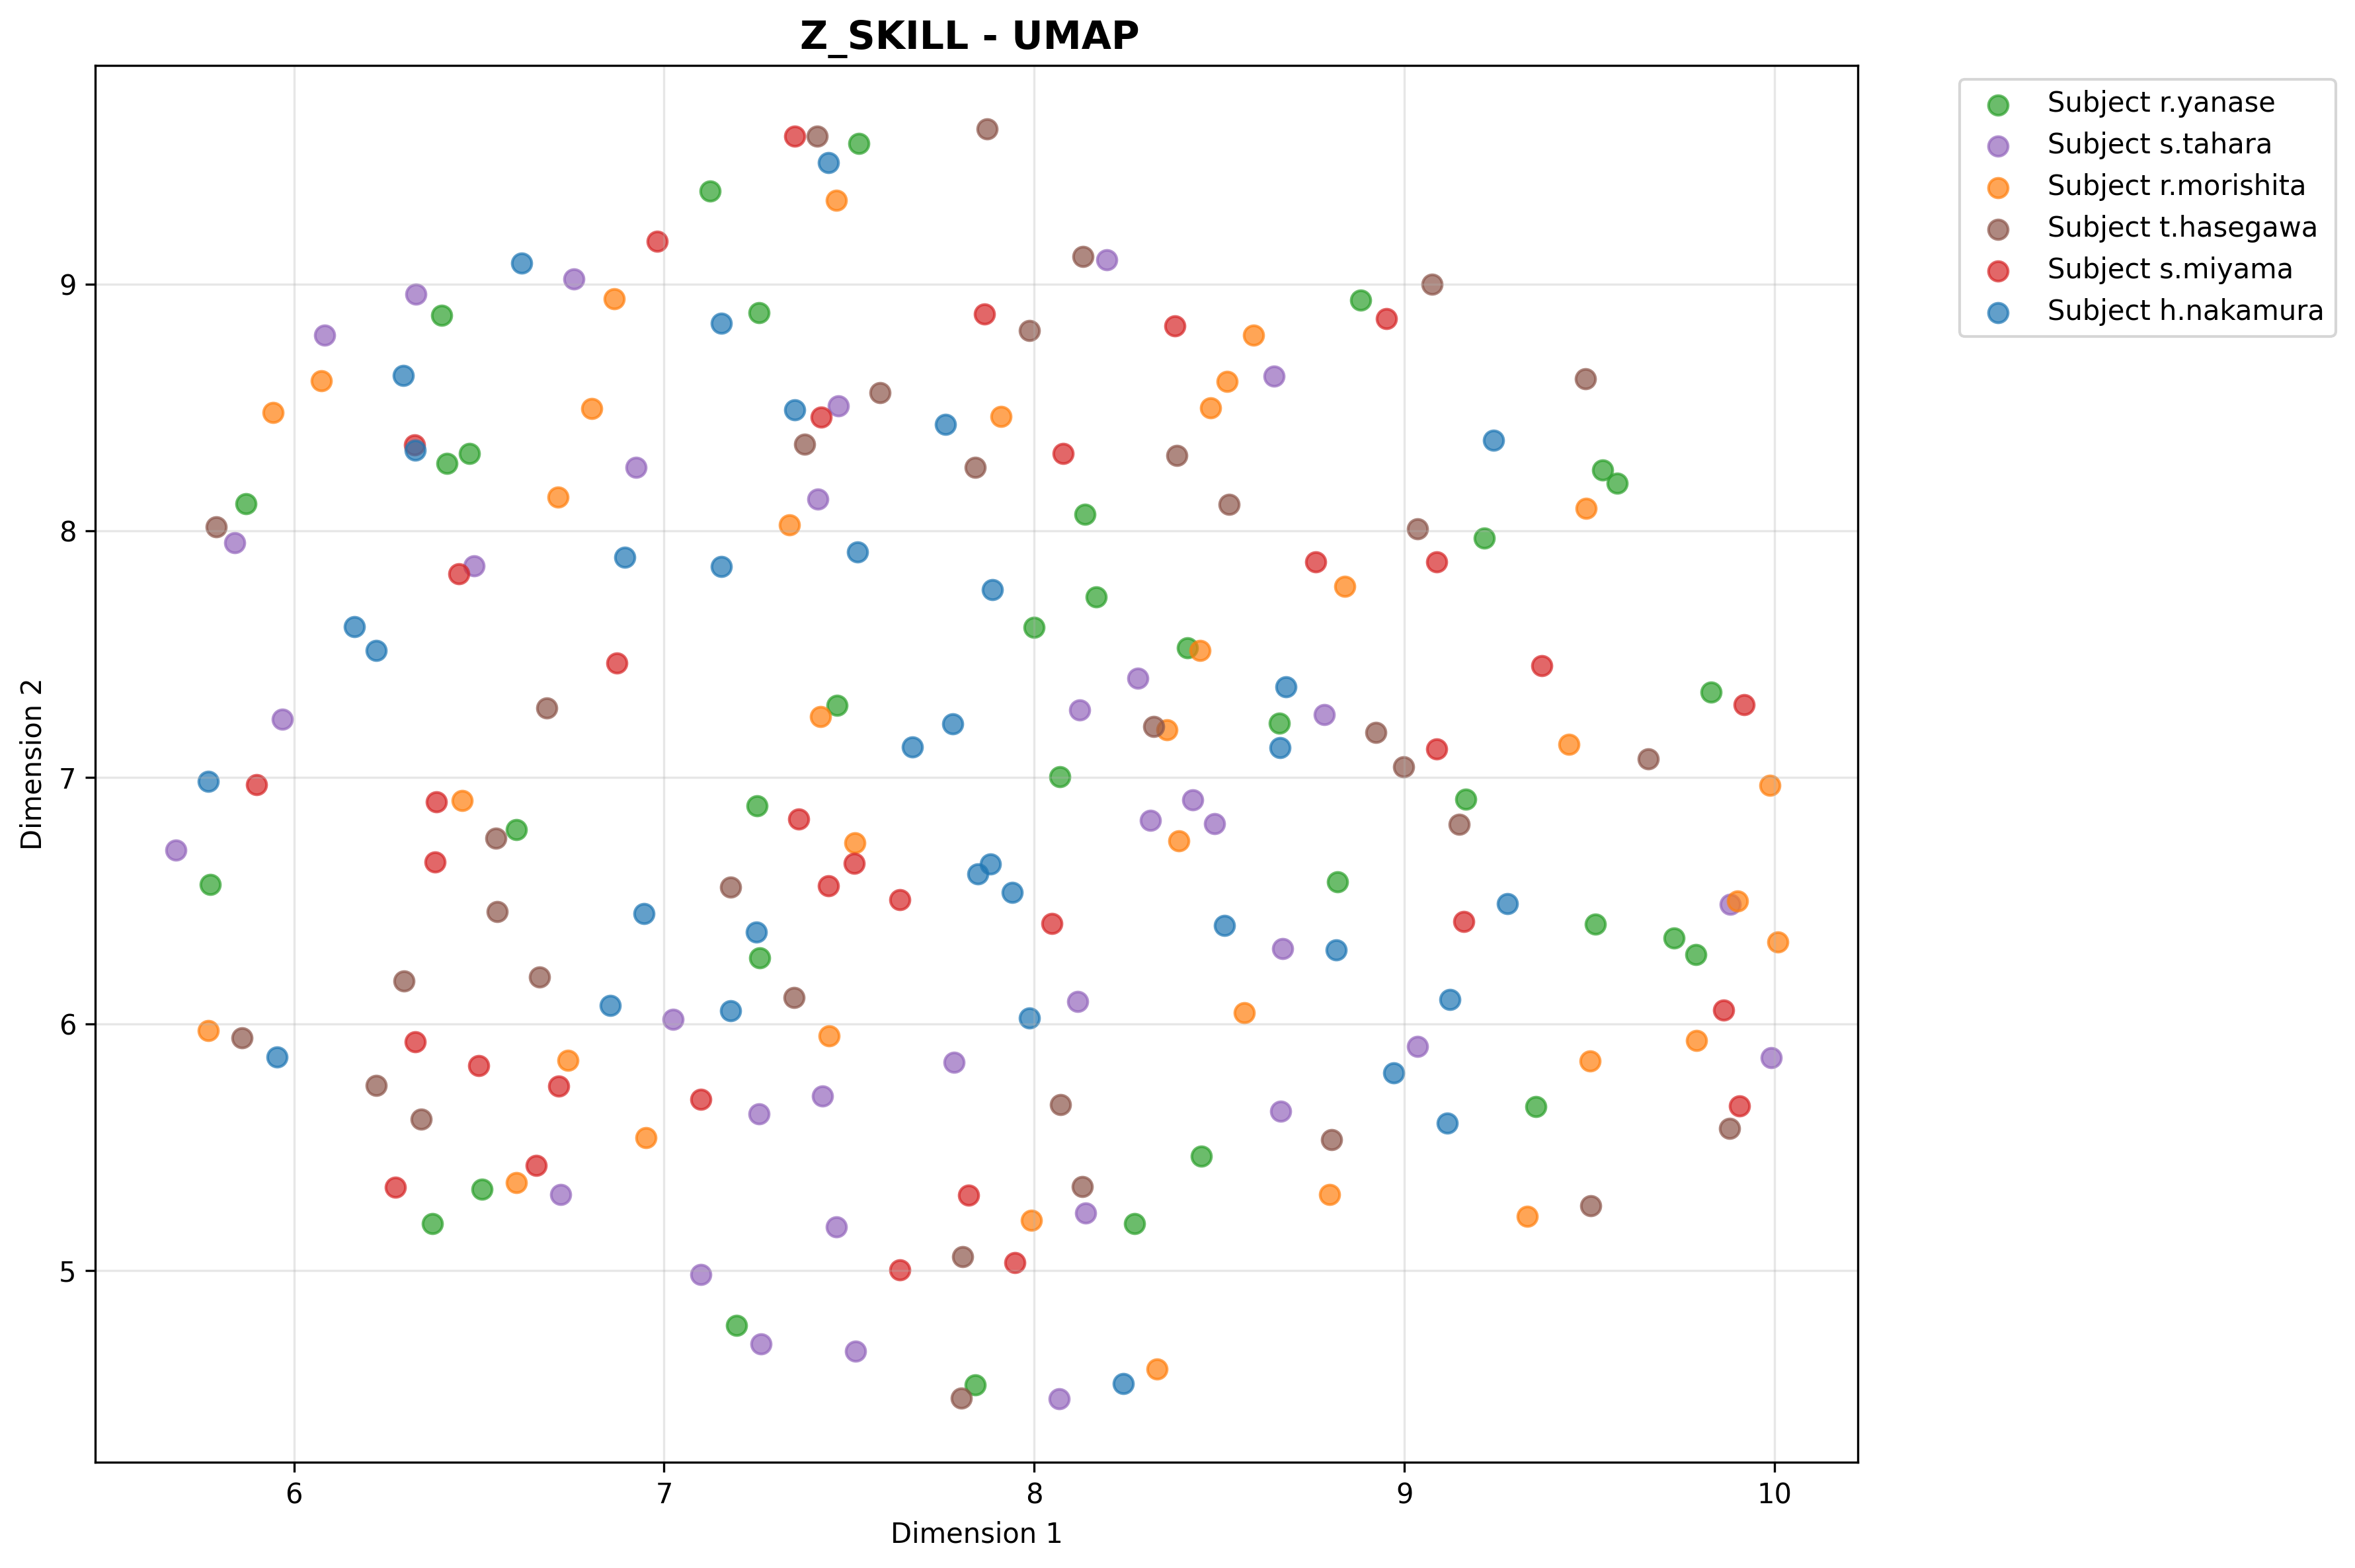 Z_SKILL - UMAP
Subject r.yanase
Subject s.tahara
Subject r.morishita
Subject t.hasegawa
Subject s.miyama
Subject h.nakamura
Dimension 2
9
8
7
6
5
6 7 8 9 10
Dimension 1